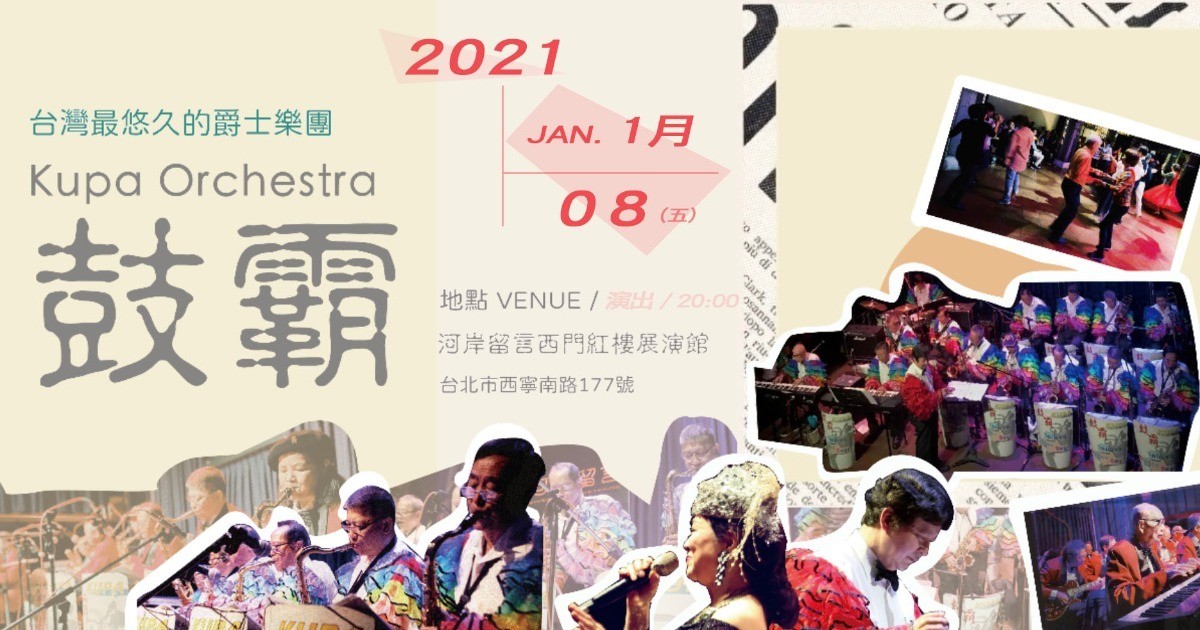 台灣最悠久的爵士樂團
Kupa Orchestra
鼓霸
2021
JAN. 1月
08 (五)
地點 VENUE / 演出 / 20:00
河岸留言西門紅樓展演館
台北市西寧南路177號